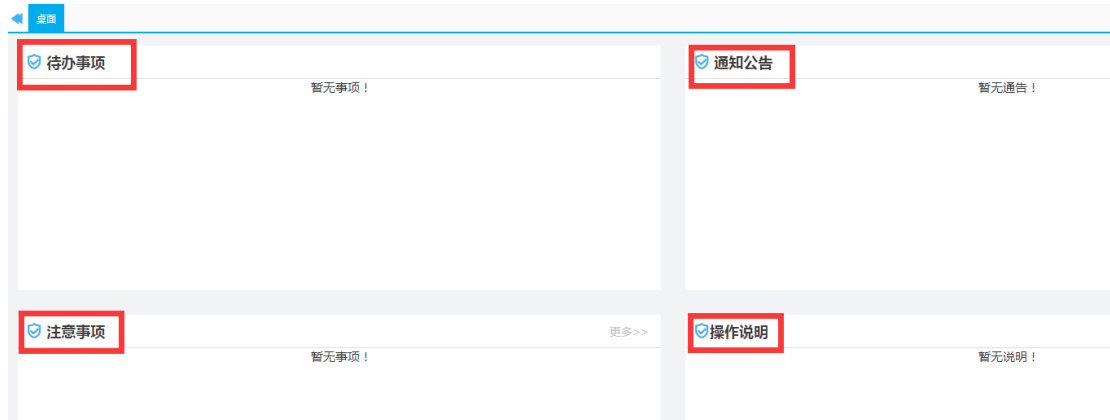 桌面
待办事项
暂无事项！
通知公告
暂无通告！
注意事项
更多>>
暂无事项！
操作说明
暂无说明！